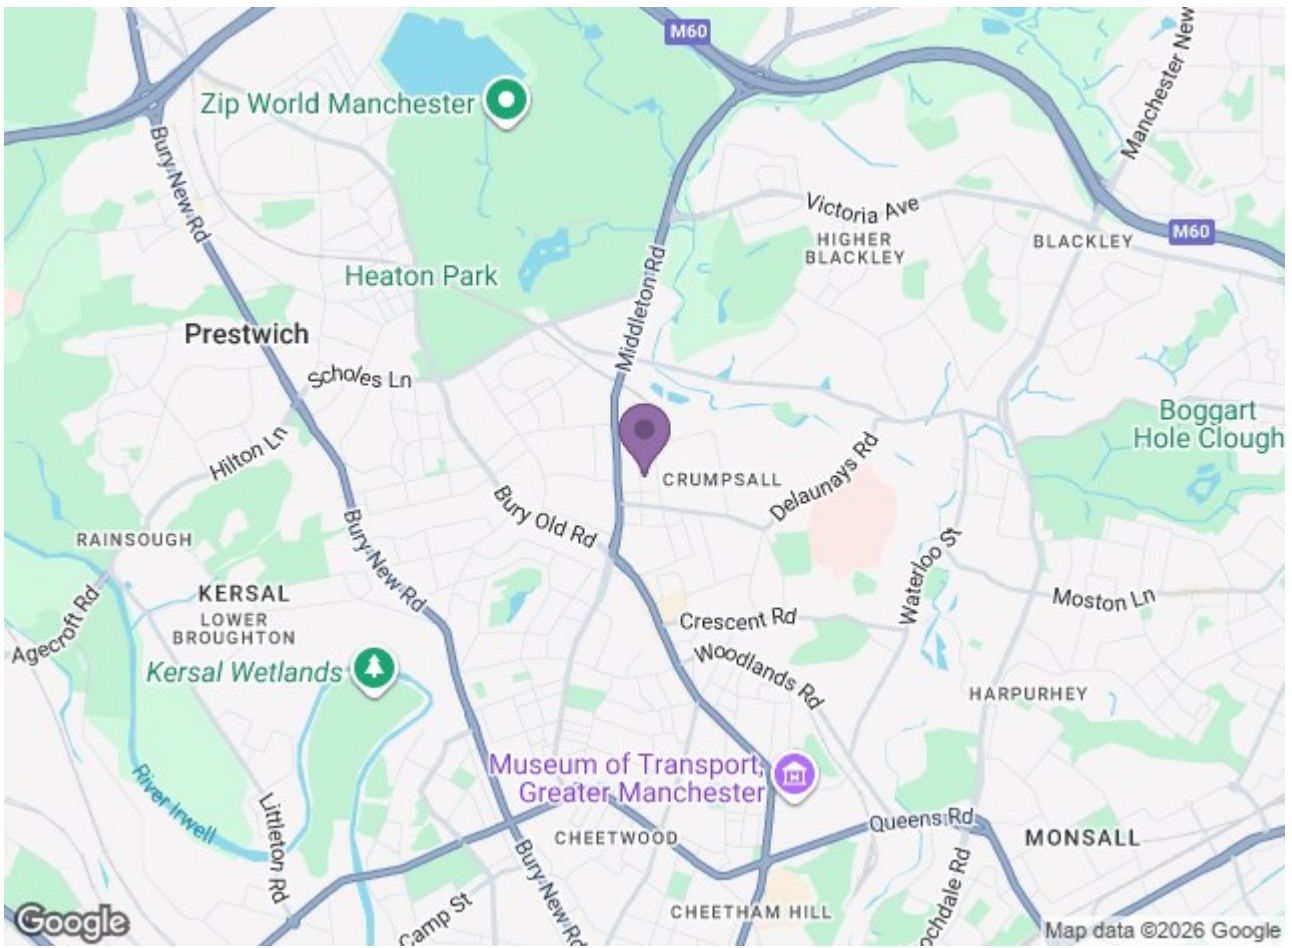 M60
Zip World Manchester
Manchester New
Bury New Rd
Victoria Ave
HIGHER
BLACKLEY
BLACKLEY
M60
Heaton Park
Middleton Rd
Prestwich
Scholes Ln
Boggart
Hole Clough
Hilton Ln
CRUMPSALL
Delaunays Rd
Bury Old Rd
RAINSOUGH
Bury New Rd
Waterloo St
KERSAL
LOWER
BROUGHTON
Agecroft Rd
Moston Ln
Crescent Rd
Kersal Wetlands
Woodlands Rd
HARPURHEY
Museum of Transport,
Greater Manchester
River Irwell
Littleton Rd
Queens Rd
CHEETWOOD
MONSALL
Bury New Rd
ochdale Rd
Camp St
CHEETHAM HILL
Google
Map data ©2026 Google